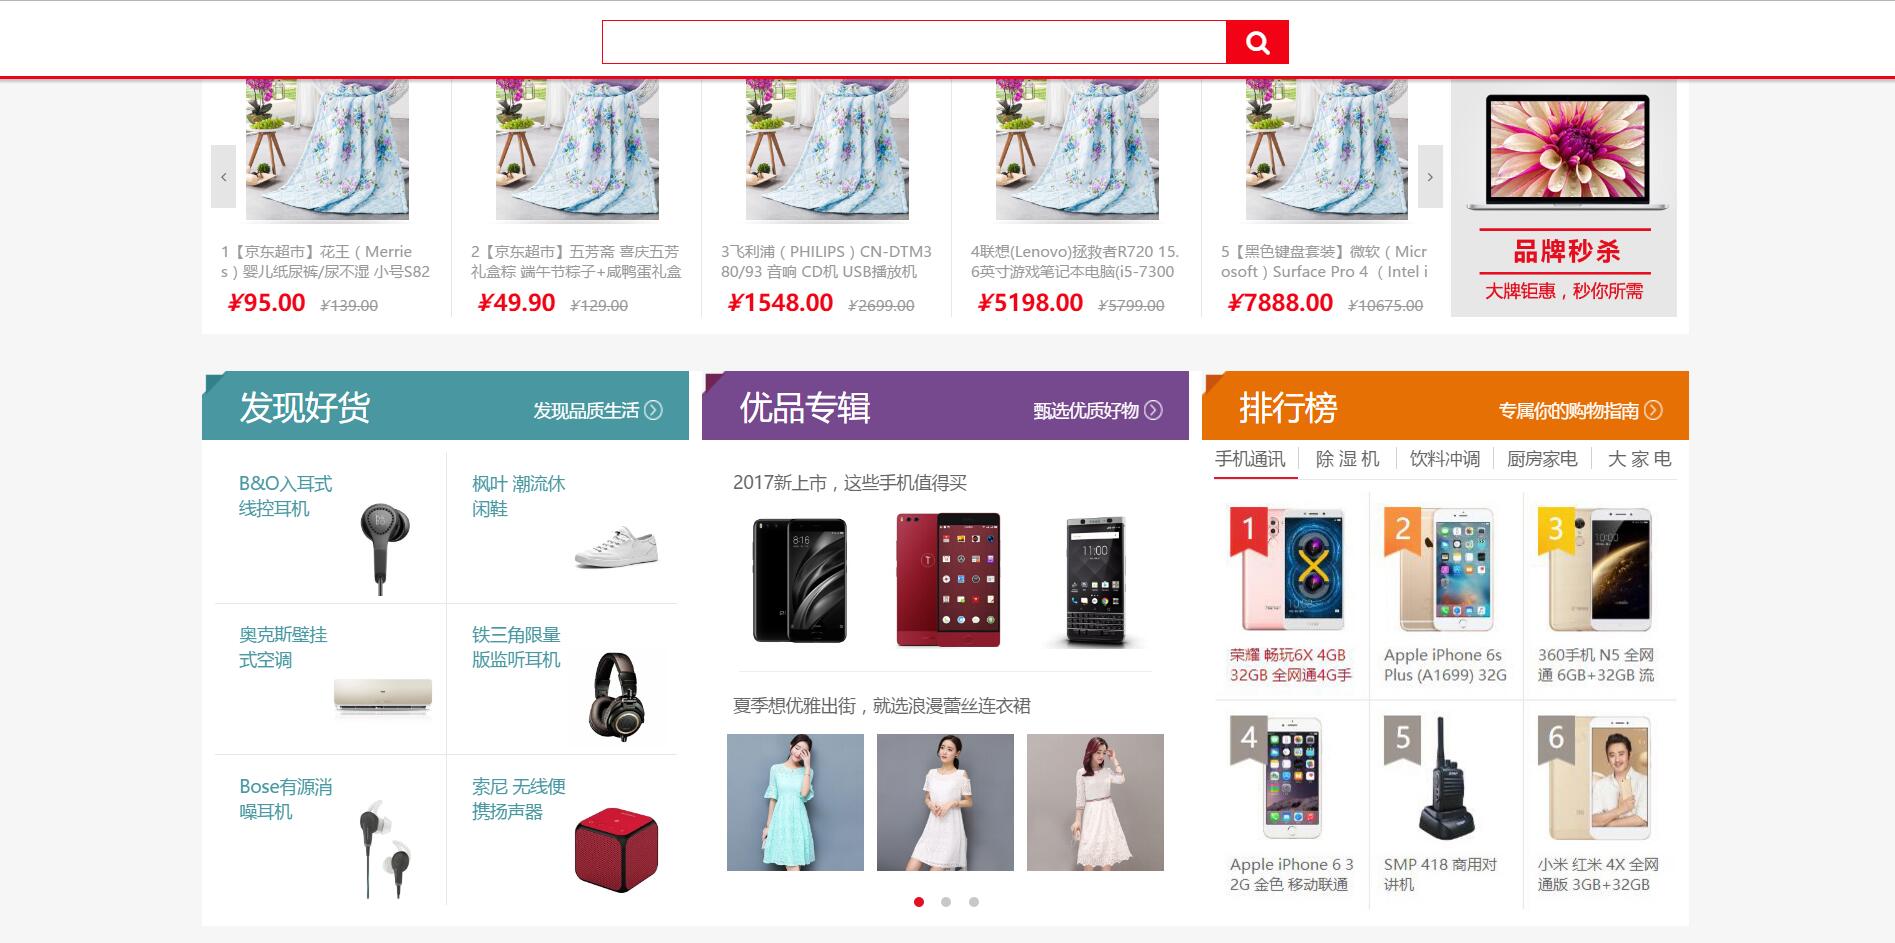 ‹
›
1【京东超市】花王（Merrie
s）婴儿纸尿裤/尿不湿 小号S82
¥95.00 ¥139.00
2【京东超市】五芳斋 喜庆五芳
礼盒粽 端午节粽子+咸鸭蛋礼盒
¥49.90 ¥129.00
3飞利浦（PHILIPS）CN-DTM3
80/93 音响 CD机 USB播放机
¥1548.00 ¥2699.00
4联想(Lenovo)拯救者R720 15.
6英寸游戏笔记本电脑(i5-7300
¥5198.00 ¥5799.00
5【黑色键盘套装】微软（Micr
osoft）Surface Pro 4 （Intel i
¥7888.00 ¥10675.00
品牌秒杀
大牌钜惠，秒你所需
发现好货
发现品质生活
B&O入耳式
线控耳机
枫叶 潮流休
闲鞋
奥克斯壁挂
式空调
铁三角限量
版监听耳机
Bose有源消
噪耳机
索尼 无线便
携扬声器
优品专辑
甄选优质好物
2017新上市，这些手机值得买
8:16
11:00
夏季想优雅出街，就选浪漫蕾丝连衣裙
排行榜
专属你的购物指南
手机通讯
除 湿 机
饮料冲调
厨房家电
大 家 电
1
荣耀 畅玩6X 4GB
32GB 全网通4G手
2
Apple iPhone 6s
Plus (A1699) 32G
3
360手机 N5 全网
通 6GB+32GB 流
4
Apple iPhone 6 3
2G 金色 移动联通
5
SMP 418 商用对
讲机
6
小米 红米 4X 全网
通版 3GB+32GB